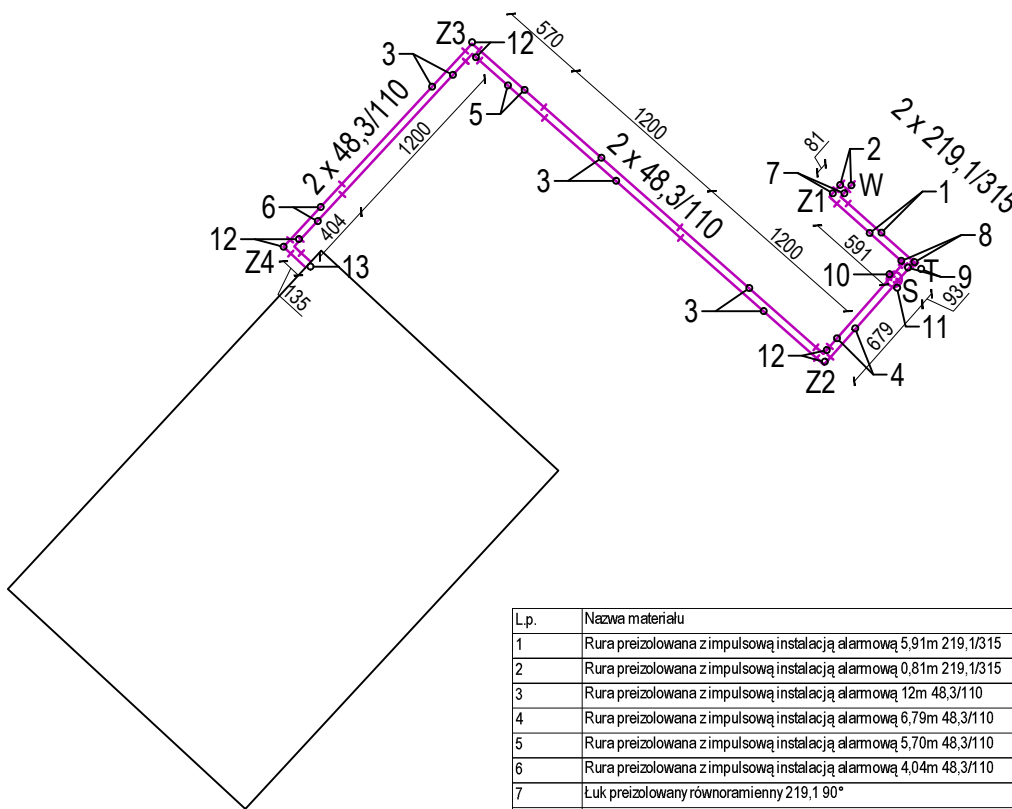 570
Z3
12
3
5
1200
2 x 48,3/110
1200
2 x 48,3/110
3
81
2
2 x 219,1/315
7
W
Z1
1
6
404
591
8
12
Z4
13
1200
10
T
S
9
135
11
93
3
679
12
Z2
4
L.p.
Nazwa materiału
1
Rura preizolowana z impulsową instalacją alarmową 5,91m 219,1/315
2
Rura preizolowana z impulsową instalacją alarmową 0,81m 219,1/315
3
Rura preizolowana z impulsową instalacją alarmową 12m 48,3/110
4
Rura preizolowana z impulsową instalacją alarmową 6,79m 48,3/110
5
Rura preizolowana z impulsową instalacją alarmową 5,70m 48,3/110
6
Rura preizolowana z impulsową instalacją alarmową 4,04m 48,3/110
7
Łuk preizolowany równoramienny 219,1 90°